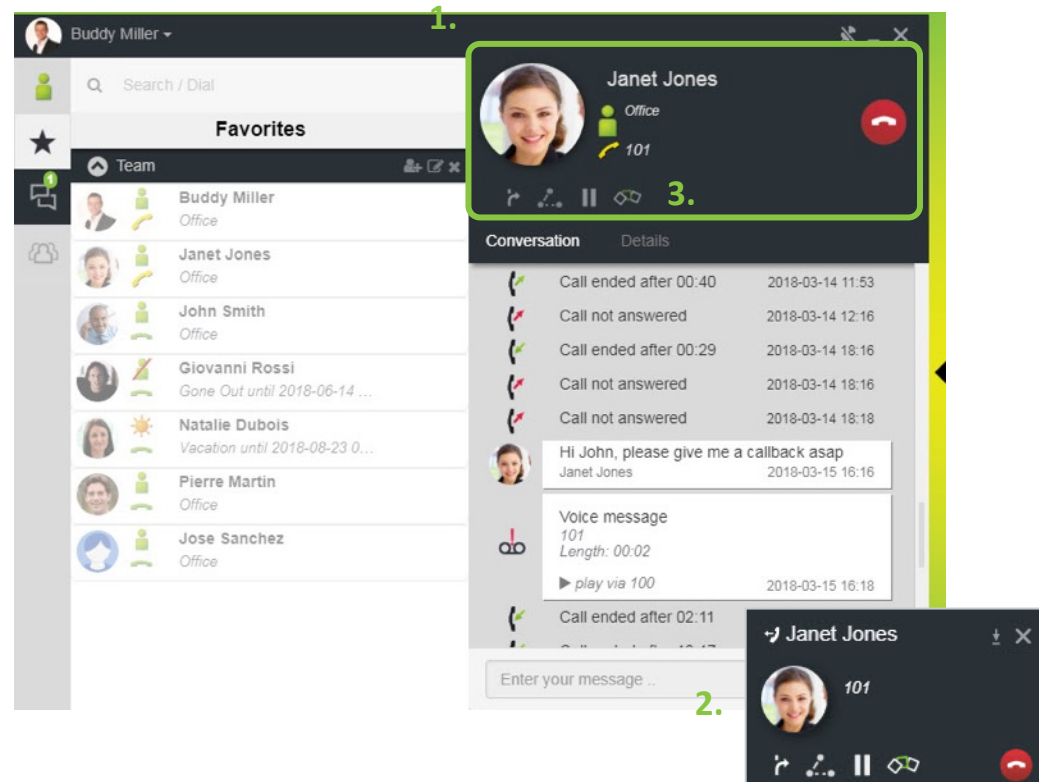 1.
Buddy Miller
Search / Dial
Favorites
Team
1
Buddy Miller
Office
Janet Jones
Office
John Smith
Office
Giovanni Rossi
Gone Out until 2018-06-14 ...
Natalie Dubois
Vacation until 2018-08-23 0...
Pierre Martin
Office
Jose Sanchez
Office
Janet Jones
Office
101
3.
Conversation Details
Call ended after 00:40 2018-03-14 11:53
Call not answered 2018-03-14 12:16
Call ended after 00:29 2018-03-14 18:16
Call not answered 2018-03-14 18:16
Call not answered 2018-03-14 18:18
Hi John, please give me a callback asap
Janet Jones 2018-03-15 16:16
Voice message
101
Length: 00:02
play via 100 2018-03-15 16:18
Call ended after 02:11
Enter your message ..
2.
Janet Jones
101